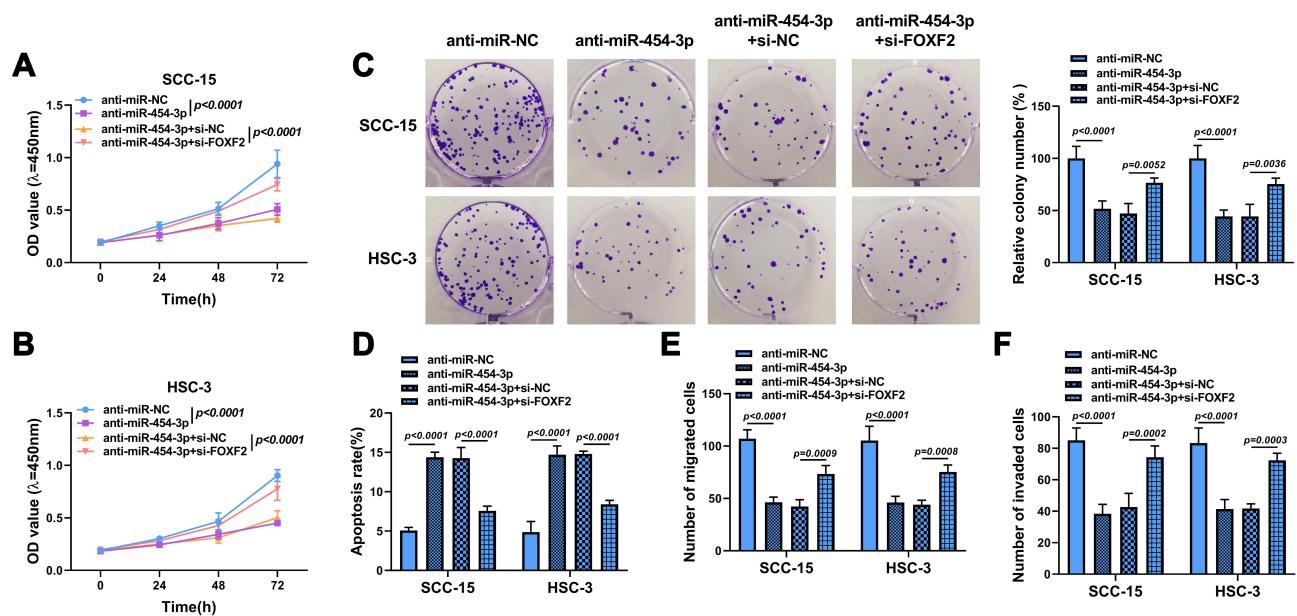 A
SCC-15
anti-miR-NC
anti-miR-454-3p
p<0.0001
anti-miR-454-3p+si-NC
anti-miR-454-3p+si-FOXF2
p<0.0001
OD value (λ=450nm)
1.5
1.0
0.5
0.0
0
24
48
72
Time(h)
B
HSC-3
anti-miR-NC
anti-miR-454-3p
p<0.0001
anti-miR-454-3p+si-NC
anti-miR-454-3p+si-FOXF2
p<0.0001
OD value (λ=450nm)
1.5
1.0
0.5
0.0
0
24
48
72
Time(h)
C
anti-miR-NC
anti-miR-454-3p
anti-miR-454-3p
+si-NC
anti-miR-454-3p
+si-FOXF2
SCC-15
HSC-3
anti-miR-NC
anti-miR-454-3p
anti-miR-454-3p+si-NC
anti-miR-454-3p+si-FOXF2
Relative colony number (%)
150
100
50
0
p<0.0001
p=0.0052
p<0.0001
p=0.0036
SCC-15
HSC-3
D
anti-miR-NC
anti-miR-454-3p
anti-miR-454-3p+si-NC
anti-miR-454-3p+si-FOXF2
Apoptosis rate(%)
20
15
10
5
0
p<0.0001
p<0.0001
p<0.0001
p<0.0001
SCC-15
HSC-3
E
anti-miR-NC
anti-miR-454-3p
anti-miR-454-3p+si-NC
anti-miR-454-3p+si-FOXF2
Number of migrated cells
150
100
50
0
p<0.0001
p=0.0009
p<0.0001
p=0.0008
SCC-15
HSC-3
F
anti-miR-NC
anti-miR-454-3p
anti-miR-454-3p+si-NC
anti-miR-454-3p+si-FOXF2
Number of invaded cells
100
80
60
40
20
0
p<0.0001
p=0.0002
p<0.0001
p=0.0003
SCC-15
HSC-3